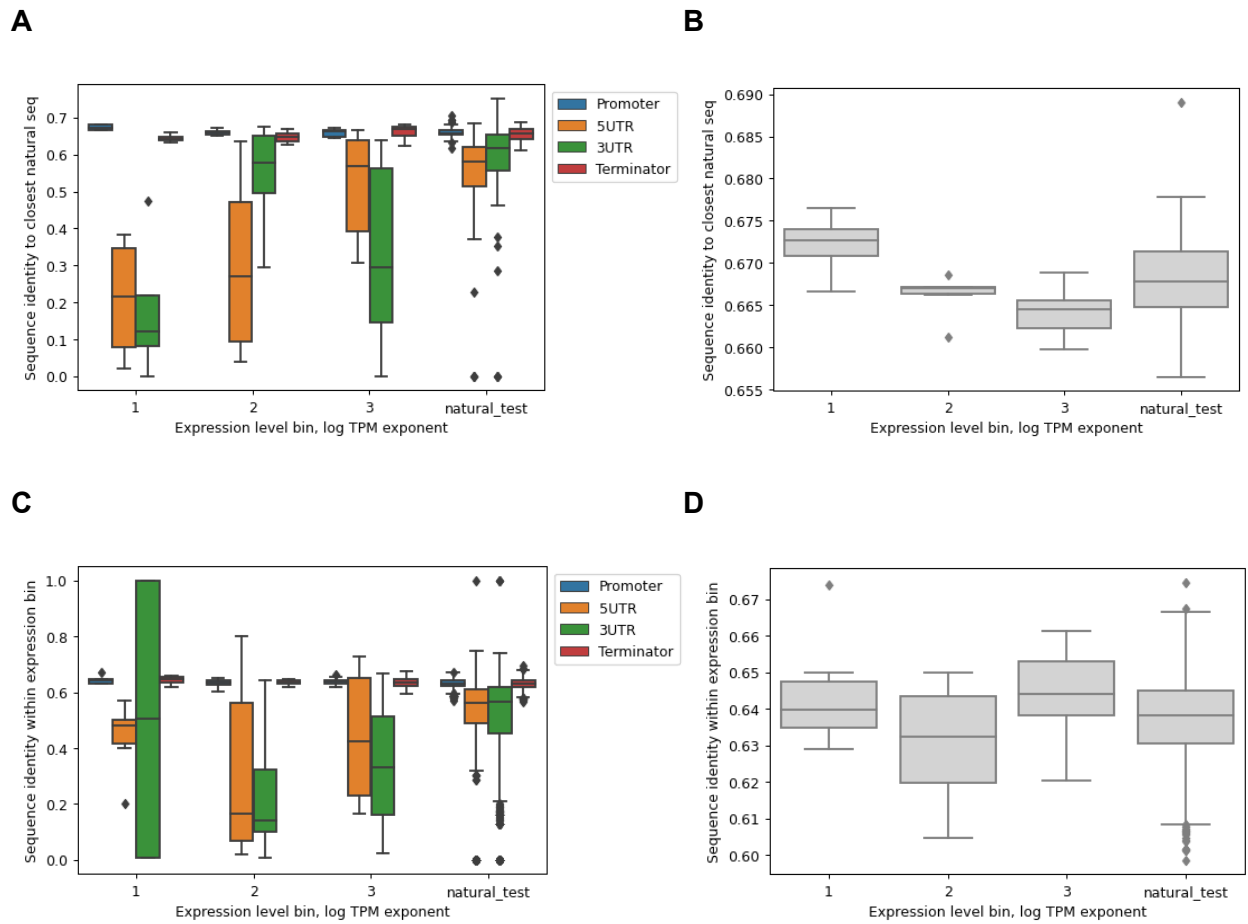 A
Sequence identity to closest natural seq
0.7
0.6
0.5
0.4
0.3
0.2
0.1
0.0
1
2
3
natural_test
Expression level bin, log TPM exponent
Promoter
5UTR
3UTR
Terminator
B
Sequence identity to closest natural seq
0.690
0.685
0.680
0.675
0.670
0.665
0.660
0.655
1
2
3
natural_test
Expression level bin, log TPM exponent
C
Sequence identity within expression bin
1.0
0.8
0.6
0.4
0.2
0.0
1
2
3
natural_test
Expression level bin, log TPM exponent
Promoter
5UTR
3UTR
Terminator
D
Sequence identity within expression bin
0.67
0.66
0.65
0.64
0.63
0.62
0.61
0.60
1
2
3
natural_test
Expression level bin, log TPM exponent